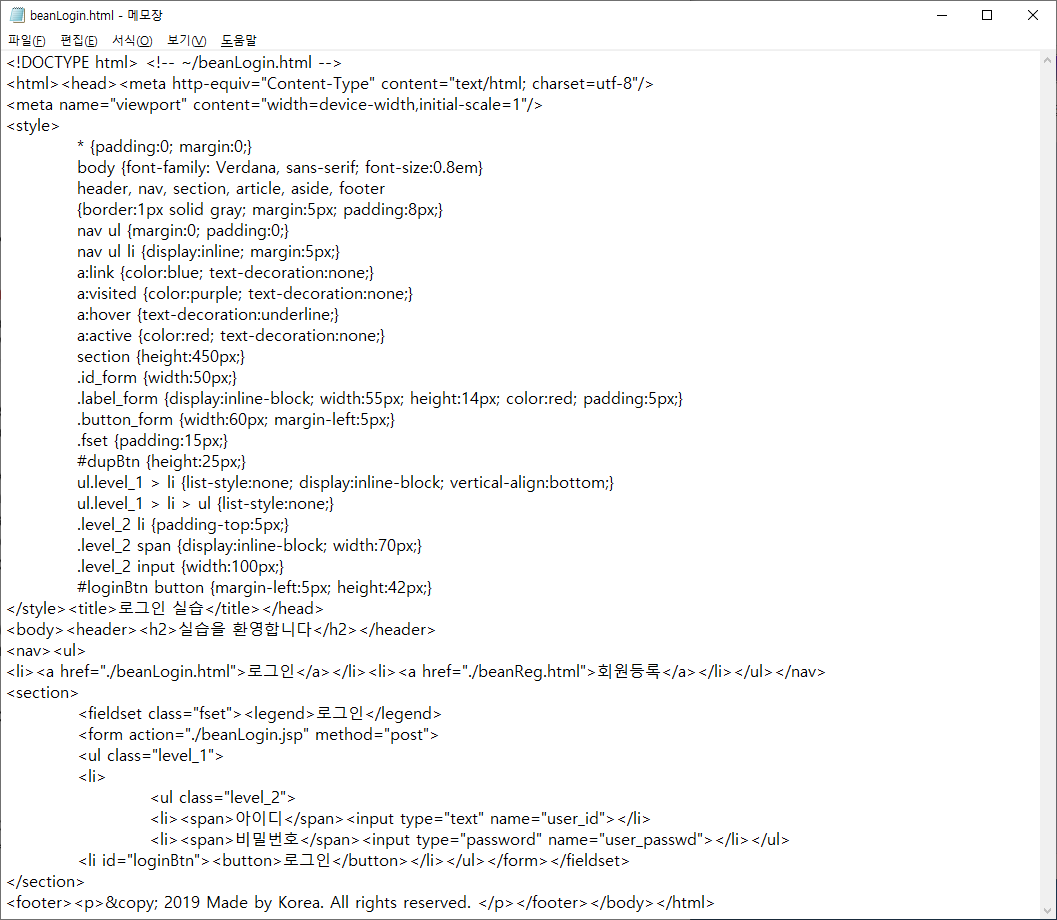 beanLogin.html - 메모장
파일(F) 편집(E) 서식(O) 보기(V) 도움말
<!DOCTYPE html> <!-- ~/beanLogin.html -->
<html><head><meta http-equiv="Content-Type" content="text/html; charset=utf-8"/>
<meta name="viewport" content="width=device-width,initial-scale=1"/>
<style>
* {padding:0; margin:0;}
body {font-family: Verdana, sans-serif; font-size:0.8em}
header, nav, section, article, aside, footer
{border:1px solid gray; margin:5px; padding:8px;}
nav ul {margin:0; padding:0;}
nav ul li {display:inline; margin:5px;}
a:link {color:blue; text-decoration:none;}
a:visited {color:purple; text-decoration:none;}
a:hover {text-decoration:underline;}
a:active {color:red; text-decoration:none;}
section {height:450px;}
.id_form {width:50px;}
.label_form {display:inline-block; width:55px; height:14px; color:red; padding:5px;}
.button_form {width:60px; margin-left:5px;}
.fset {padding:15px;}
#dupBtn {height:25px;}
ul.level_1 > li {list-style:none; display:inline-block; vertical-align:bottom;}
ul.level_1 > li > ul {list-style:none;}
.level_2 li {padding-top:5px;}
.level_2 span {display:inline-block; width:70px;}
.level_2 input {width:100px;}
#loginBtn button {margin-left:5px; height:42px;}
</style><title>로그인 실습</title></head>
<body><header><h2>실습을 환영합니다</h2></header>
<nav><ul>
<li><a href="./beanLogin.html">로그인</a></li><li><a href="./beanReg.html">회원등록</a></li></ul></nav>
<section>
<fieldset class="fset"><legend>로그인</legend>
<form action="./beanLogin.jsp" method="post">
<ul class="level_1">
<li>
<ul class="level_2">
<li><span>아이디</span><input type="text" name="user_id"></li>
<li><span>비밀번호</span><input type="password" name="user_passwd"></li></ul>
<li id="loginBtn"><button>로그인</button></li></ul></form></fieldset>
</section>
<footer><p>&copy; 2019 Made by Korea. All rights reserved. </p></footer></body></html>